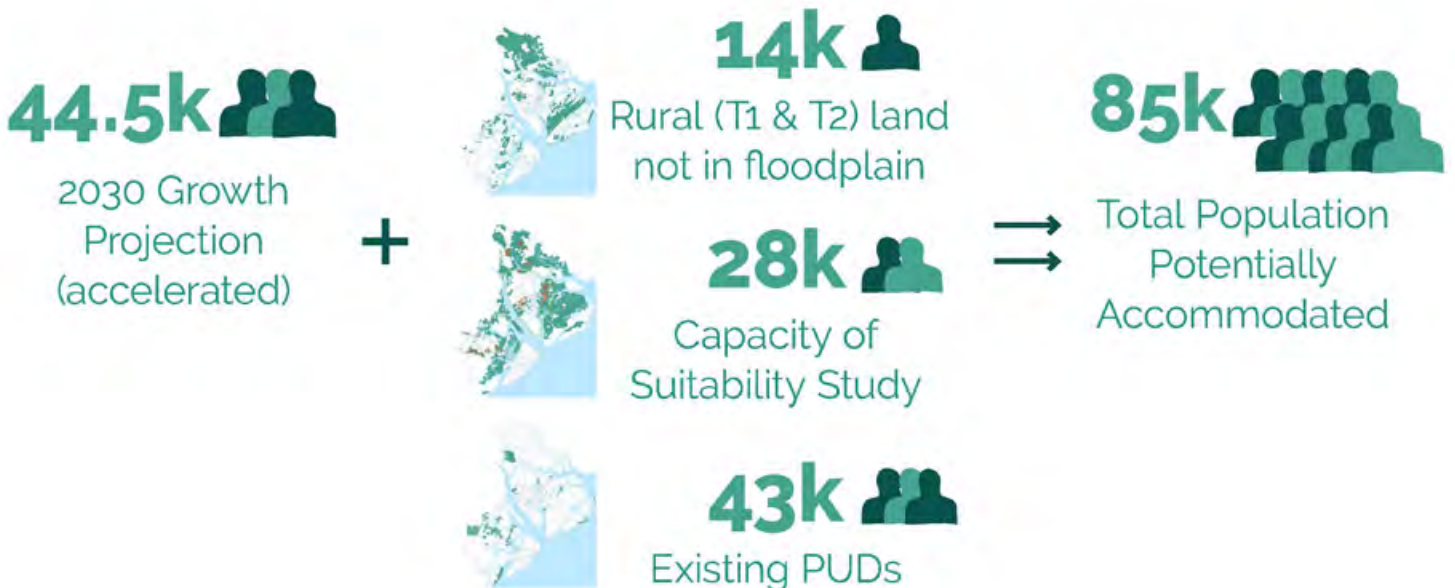 44.5k
2030 Growth
Projection
(accelerated)
+
14k
Rural (T1 & T2) land
not in floodplain
28k
Capacity of
Suitability Study
43k
Existing PUDs
85k
Total Population
Potentially
Accommodated